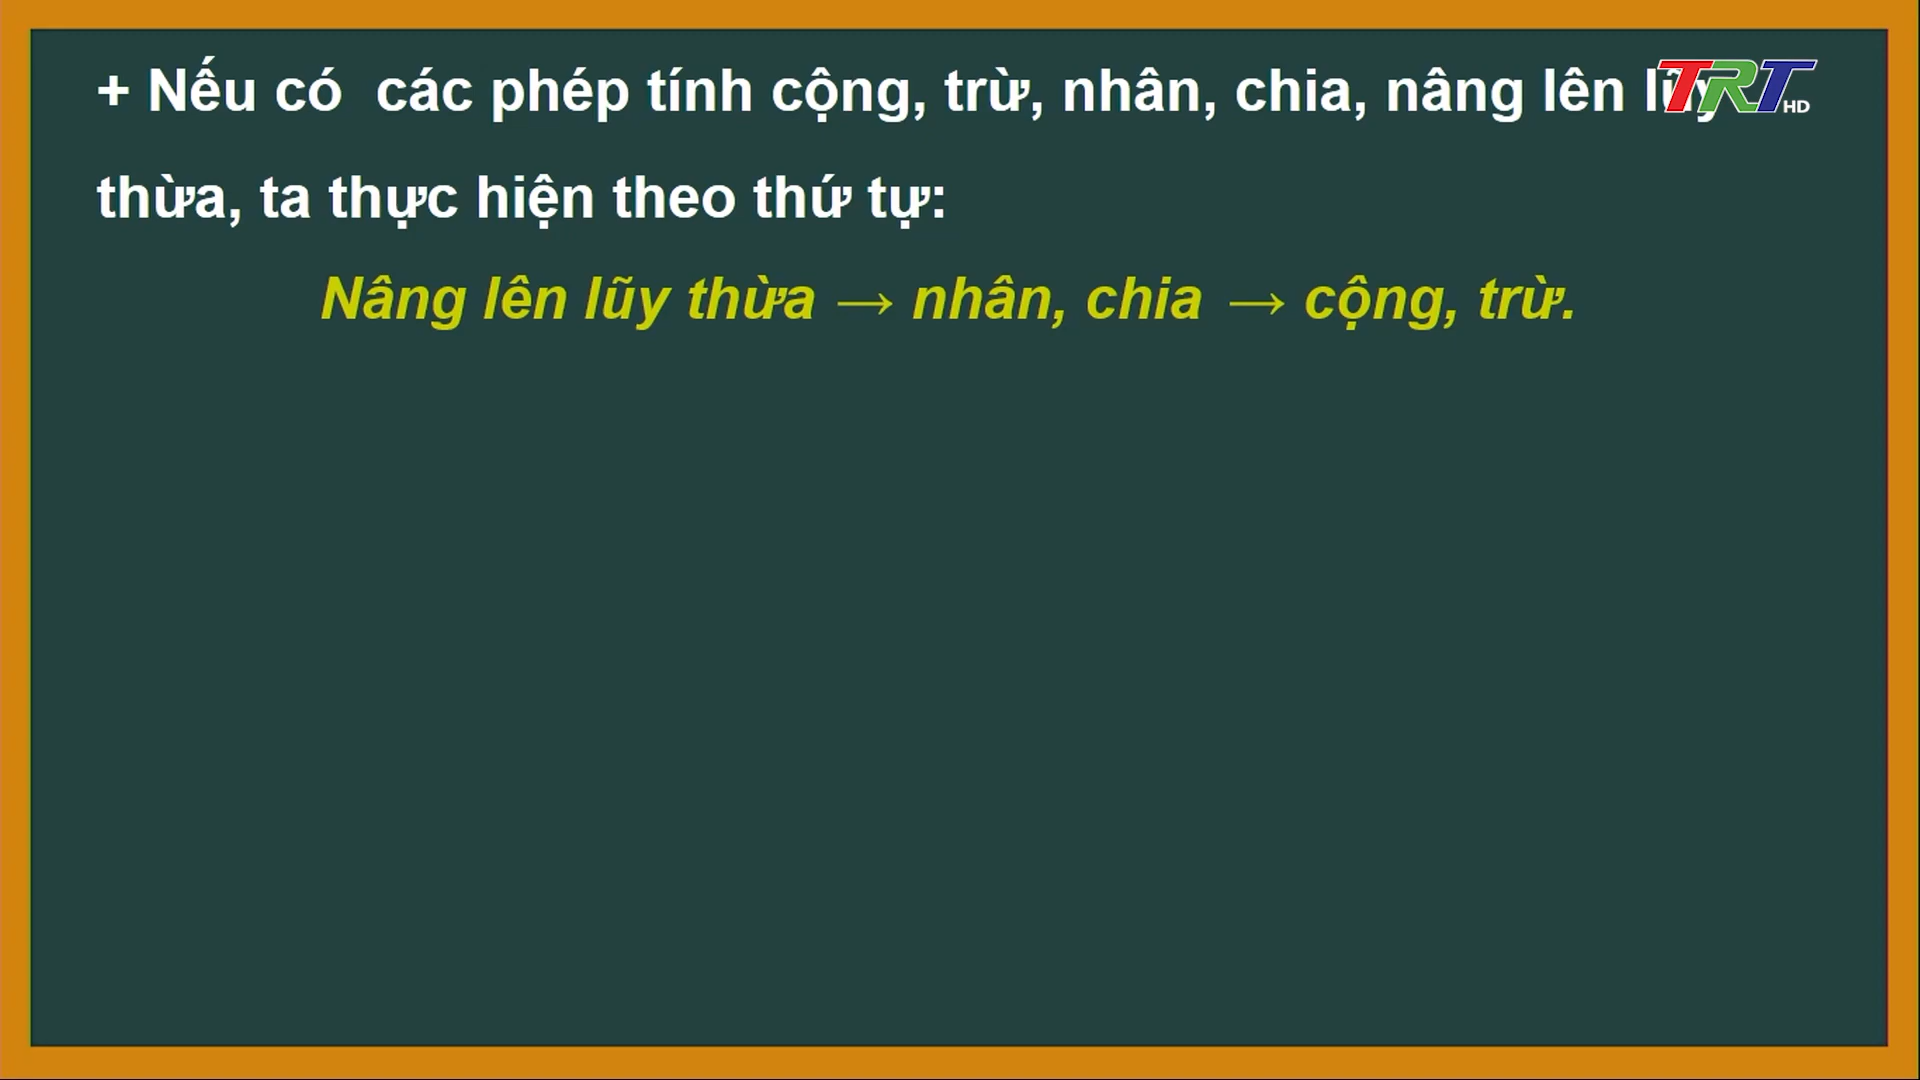 + Nếu có các phép tính cộng, trừ, nhân, chia, nâng lên lũy
TRT HD
thừa, ta thực hiện theo thứ tự:
Nâng lên lũy thừa → nhân, chia → cộng, trừ.